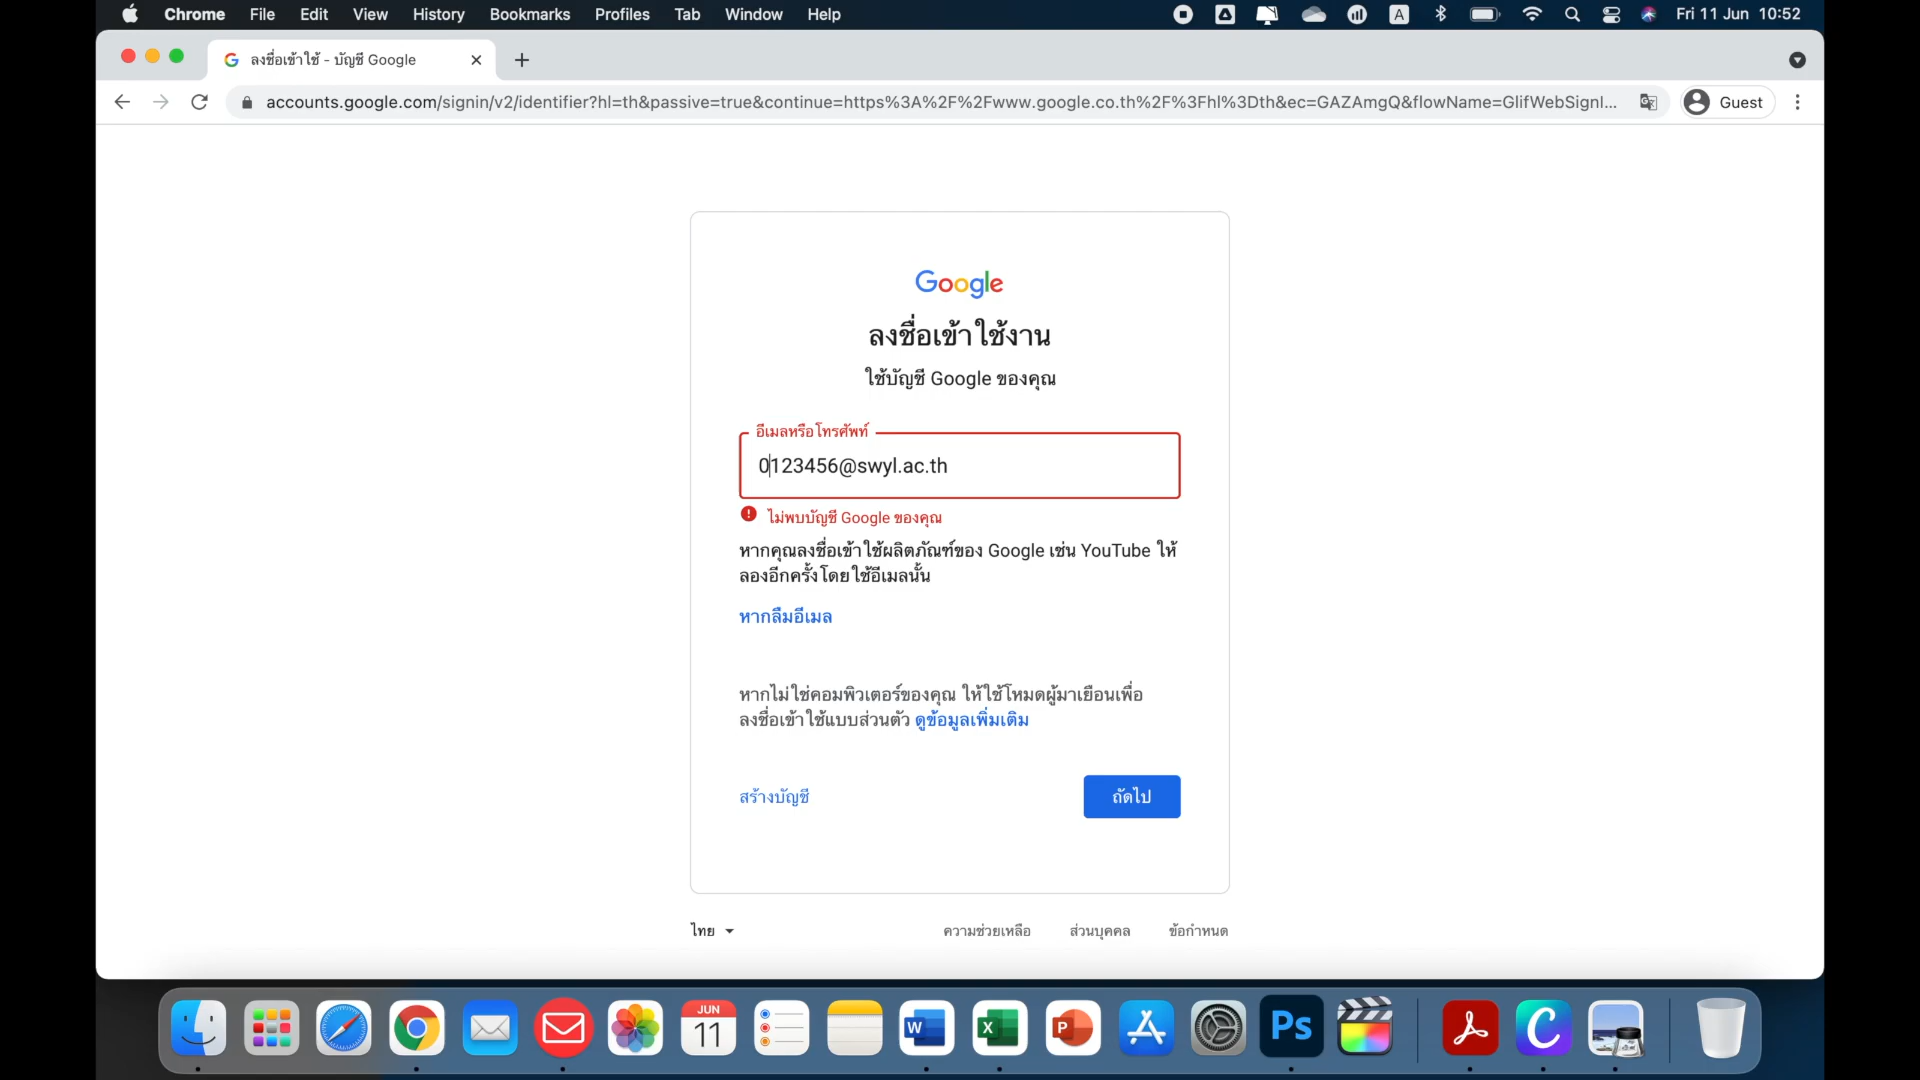 Chrome File Edit View History Bookmarks Profiles Tab Window Help
A
Fri 11 Jun 10:52
ลงชื่อเข้าใช้ - บัญชี Google
accounts.google.com/signin/v2/identifier?hl=th&passive=true&continue=https%3A%2F%2Fwww.google.co.th%2F%3Fhl%3Dth&ec=GAZAmgQ&flowName=GlifWebSignI...
Guest
Google
ลงชื่อเข้าใช้งาน
ใช้บัญชี Google ของคุณ
อีเมลหรือโทรศัพท์
0123456@swyl.ac.th
ไม่พบบัญชี Google ของคุณ
หากคุณลงชื่อเข้าใช้ผลิตภัณฑ์ของ Google เช่น YouTube ให้
ลองอีกครั้งโดยใช้อีเมลนั้น
หากลืมอีเมล
หากไม่ใช่คอมพิวเตอร์ของคุณ ให้ใช้โหมดผู้มาเยือนเพื่อ
ลงชื่อเข้าใช้แบบส่วนตัว ดูข้อมูลเพิ่มเติม
สร้างบัญชี
ถัดไป
ไทย
ความช่วยเหลือ
ส่วนบุคคล
ข้อกำหนด
JUN
11
W
X
P
Ps
C